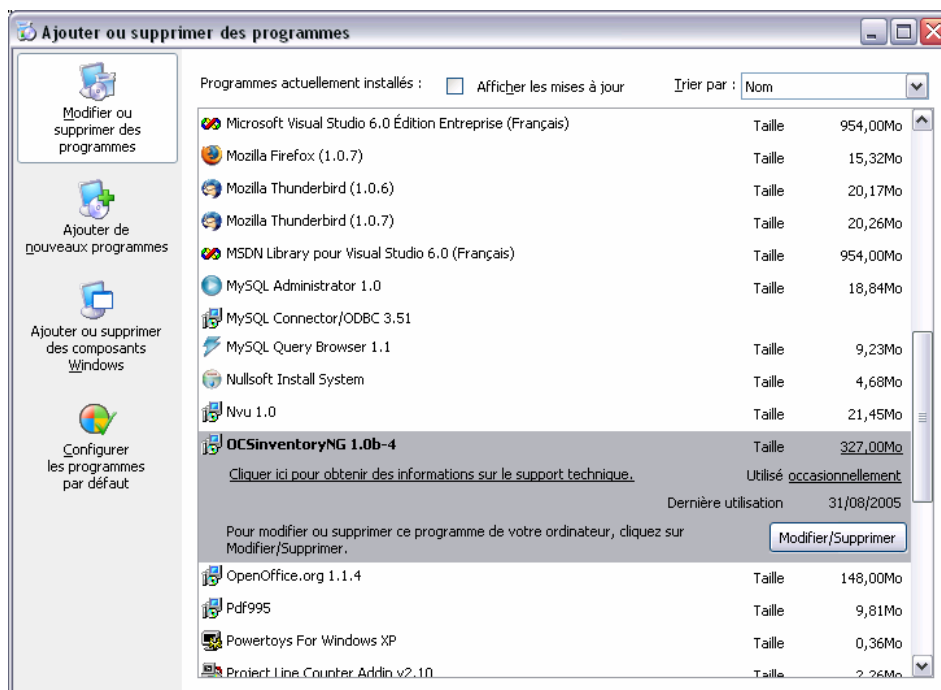 Ajouter ou supprimer des programmes
Modifier ou
supprimer des
programmes
Ajouter de
nouveaux programmes
Ajouter ou supprimer
des composants
Windows
Configurer
les programmes
par défaut
Programmes actuellement installés : Afficher les mises à jour Trier par : Nom
Microsoft Visual Studio 6.0 Édition Entreprise (Français) Taille 954,00Mo
Mozilla Firefox (1.0.7) Taille 15,32Mo
Mozilla Thunderbird (1.0.6) Taille 20,17Mo
Mozilla Thunderbird (1.0.7) Taille 20,26Mo
MSDN Library pour Visual Studio 6.0 (Français) Taille 954,00Mo
MySQL Administrator 1.0 Taille 18,84Mo
MySQL Connector/ODBC 3.51
MySQL Query Browser 1.1 Taille 9,23Mo
Nullsoft Install System Taille 4,68Mo
Nvu 1.0 Taille 21,45Mo
OCSinventoryNG 1.0b-4 Taille 327,00Mo
Cliquer ici pour obtenir des informations sur le support technique. Utilisé occasionnellement
Dernière utilisation 31/08/2005
Pour modifier ou supprimer ce programme de votre ordinateur, cliquez sur
Modifier/Supprimer. Modifier/Supprimer
OpenOffice.org 1.1.4 Taille 148,00Mo
Pdf995 Taille 9,81Mo
Powertoys For Windows XP Taille 0,36Mo
Project Line Counter Addin v2.10 Taille 2,26Mo